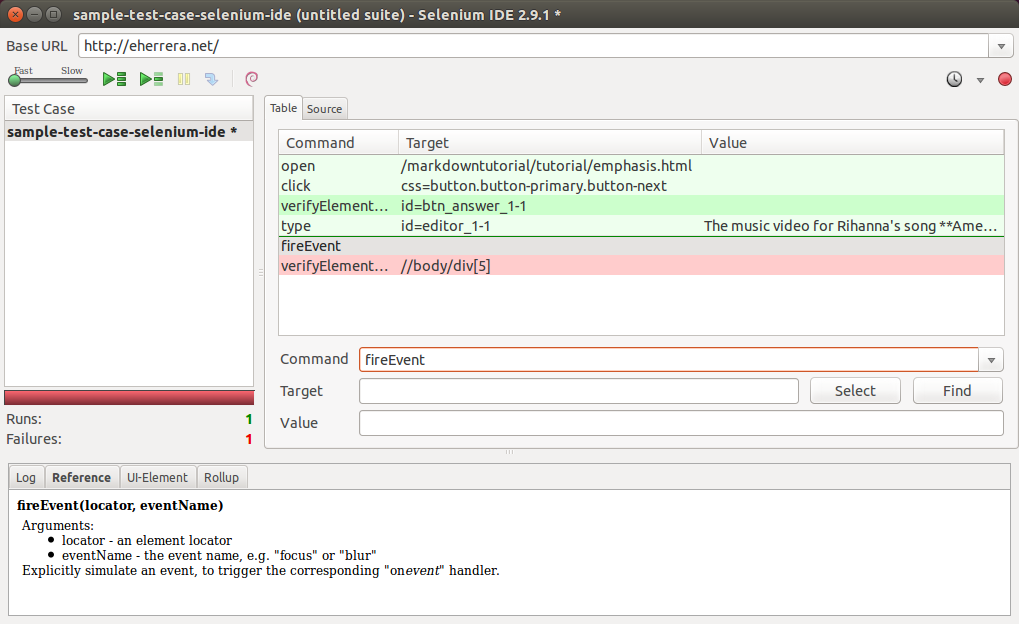 sample-test-case-selenium-ide (untitled suite) - Selenium IDE 2.9.1 *
Base URL http://eherrera.net/
Fast Slow
Test Case
sample-test-case-selenium-ide *
Runs: 1
Failures: 1
Table Source
Command Target Value
open /markdowntutorial/tutorial/emphasis.html
click css=button.button-primary.button-next
verifyElement... id=btn_answer_1-1
type id=editor_1-1 The music video for Rihanna's song **Ame...
fireEvent
verifyElement... //body/div[5]
Command fireEvent
Target Select Find
Value
Log Reference UI-Element Rollup
fireEvent(locator, eventName)
Arguments:
• locator - an element locator
• eventName - the event name, e.g. "focus" or "blur"
Explicitly simulate an event, to trigger the corresponding "onevent" handler.